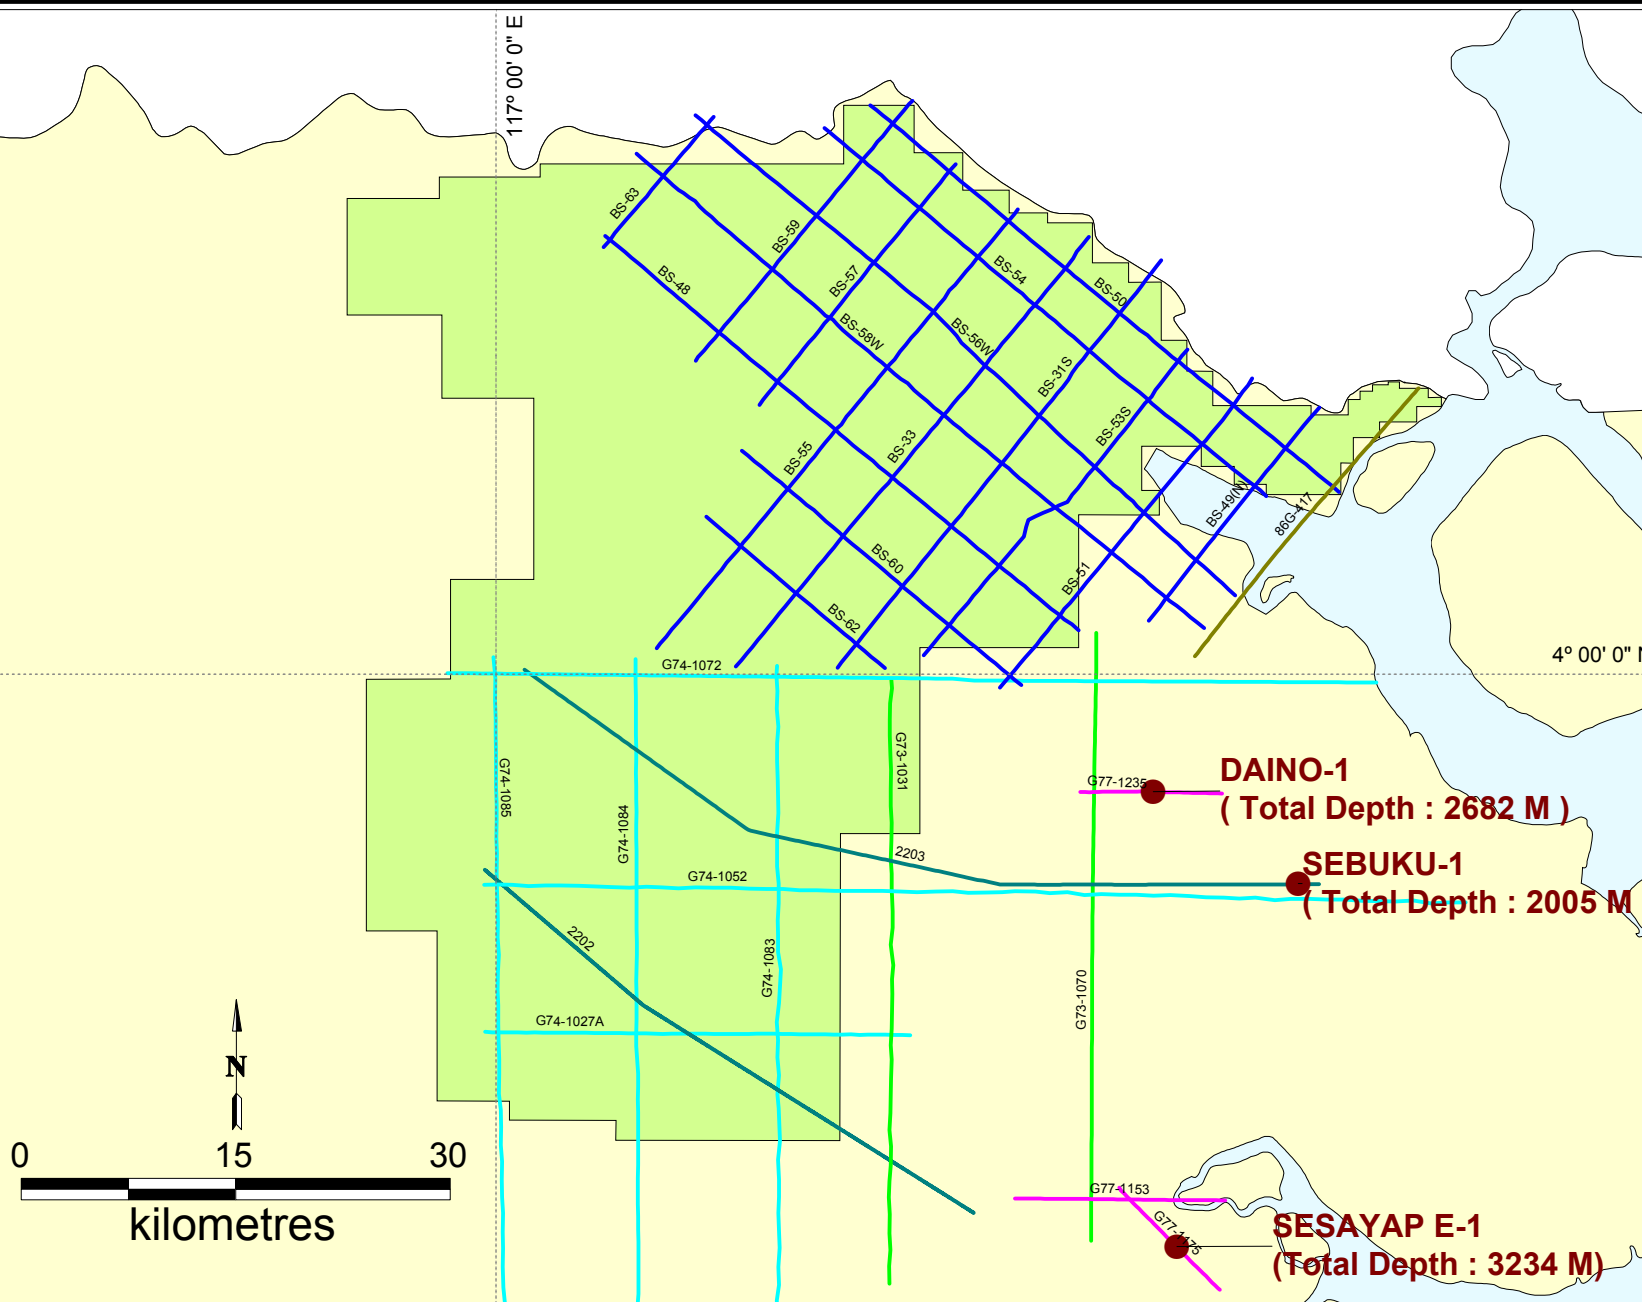 117° 00' 0" E
BS-63
BS-59
BS-57
BS-48
BS-54
BS-50
BS-58W
BS-56W
BS-31S
BS-53S
BS-55
BS-33
BS-49(N)
86G-417
BS-60
BS-51
BS-62
4° 00' 0" N
G74-1072
G74-1085
G74-1084
G73-1031
G77-1235
DAINO-1
( Total Depth : 2682 M )
2203
SEBUKU-1
( Total Depth : 2005 M
G74-1052
2202
G74-1083
G73-1070
G74-1027A
N
0 15 30
kilometres
G77-1153
G77-1175
SESAYAP E-1
(Total Depth : 3234 M)